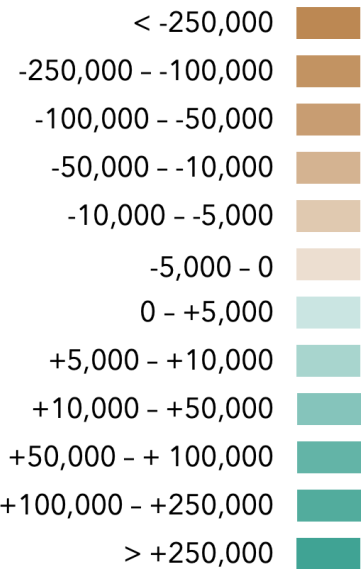 < -250,000
-250,000 – -100,000
-100,000 – -50,000
-50,000 – -10,000
-10,000 – -5,000
-5,000 – 0
0 – +5,000
+5,000 – +10,000
+10,000 – +50,000
+50,000 – + 100,000
+100,000 – +250,000
> +250,000